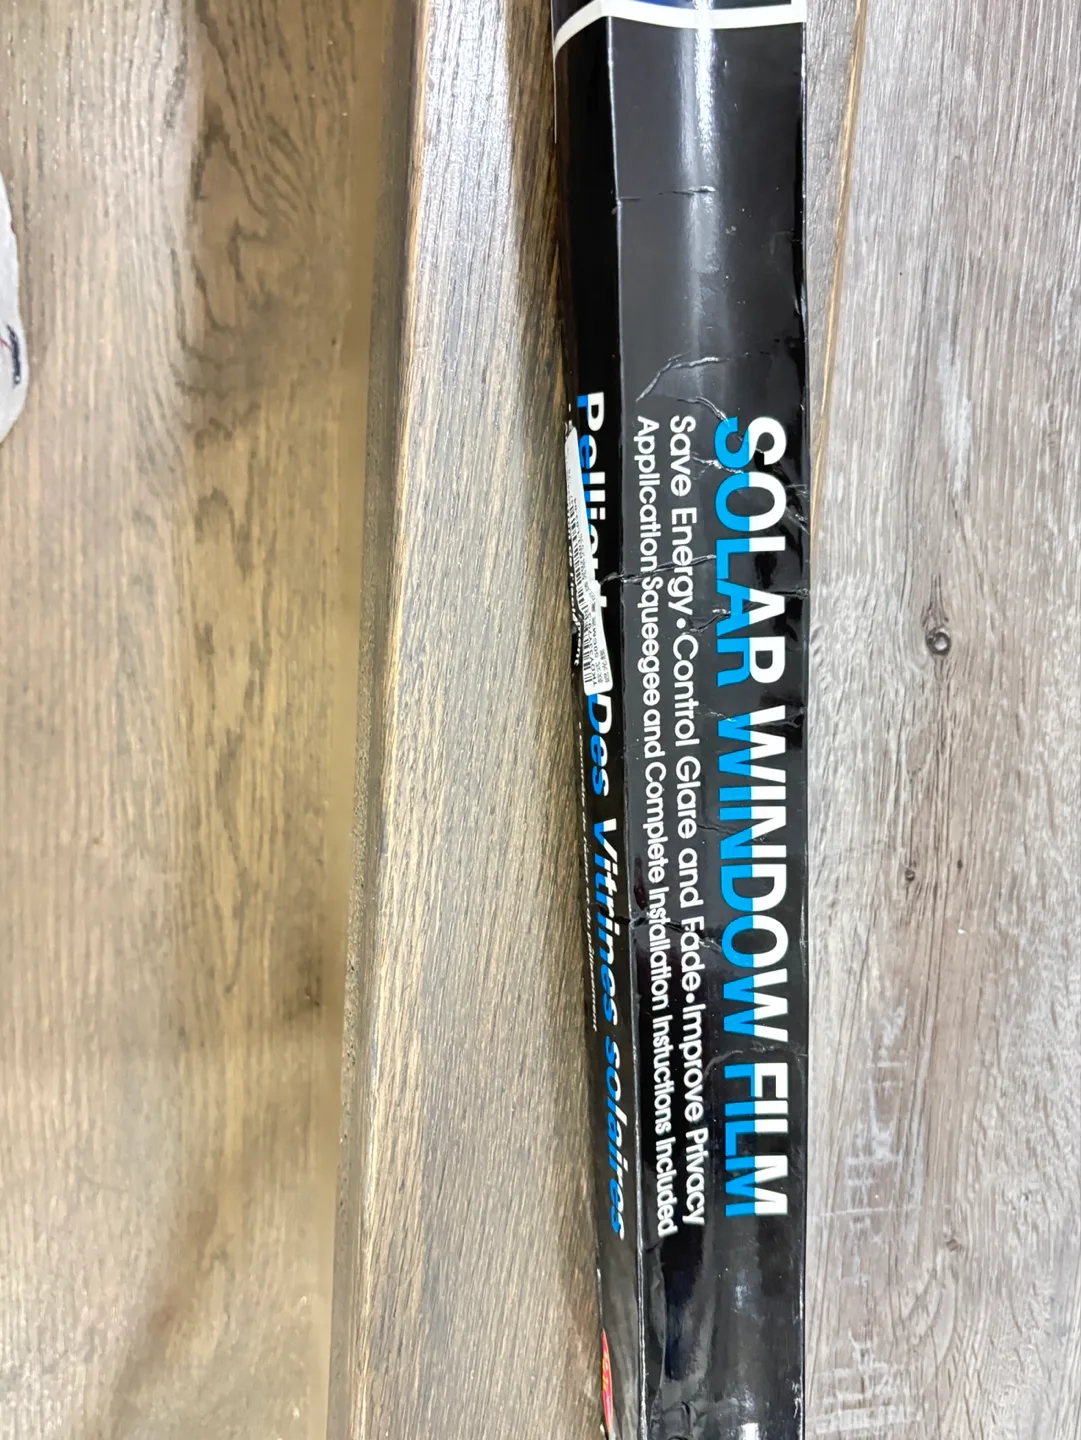 SOLAR WINDOW FILM
Save Energy•Control Glare and Fade•Improve Privacy
Application Squeegee and Complete Installation Instuctions Included
Des Vitrines solaires